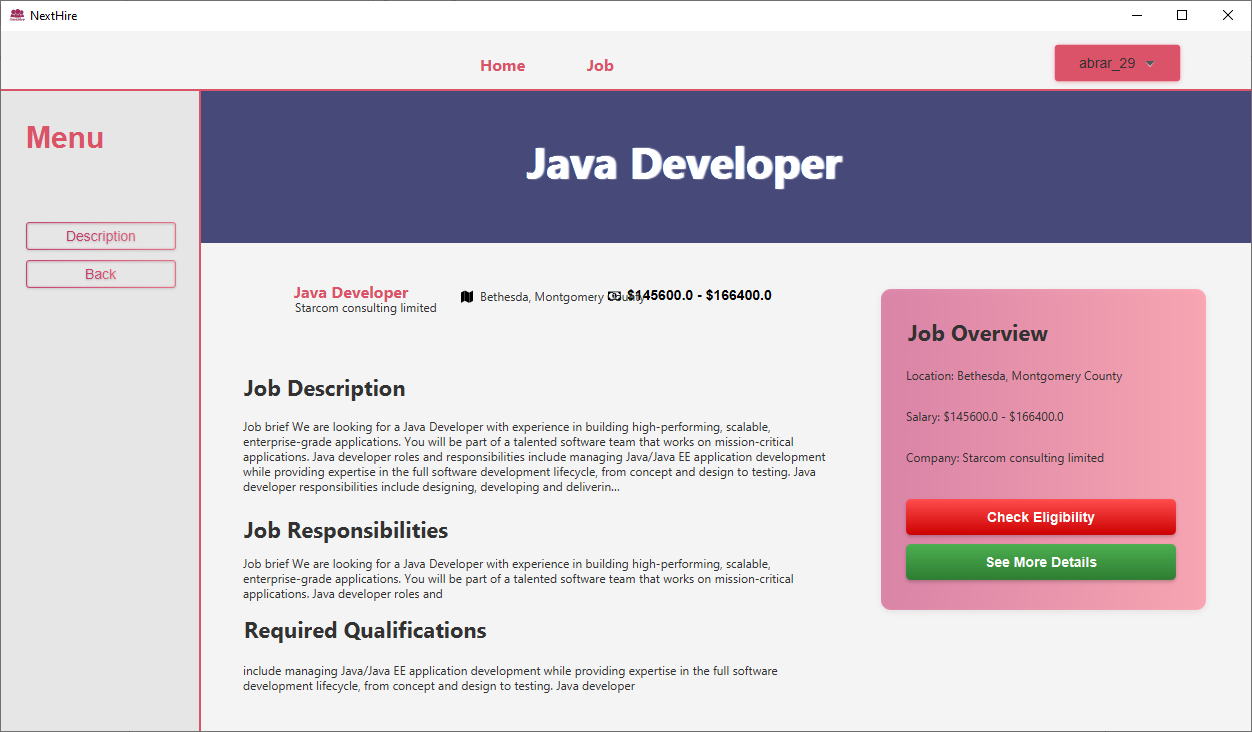 NextHire
Home
Job
abrar_29
Menu
Description
Back
Java Developer
Java Developer
Starcom consulting limited
Bethesda, Montgomery County
$145600.0 - $166400.0
Job Description
Job brief We are looking for a Java Developer with experience in building high-performing, scalable,
enterprise-grade applications. You will be part of a talented software team that works on mission-critical
applications. Java developer roles and responsibilities include managing Java/Java EE application development
while providing expertise in the full software development lifecycle, from concept and design to testing. Java
developer responsibilities include designing, developing and deliverin...
Job Responsibilities
Job brief We are looking for a Java Developer with experience in building high-performing, scalable,
enterprise-grade applications. You will be part of a talented software team that works on mission-critical
applications. Java developer roles and
Required Qualifications
include managing Java/Java EE application development while providing expertise in the full software
development lifecycle, from concept and design to testing. Java developer
Job Overview
Location: Bethesda, Montgomery County
Salary: $145600.0 - $166400.0
Company: Starcom consulting limited
Check Eligibility
See More Details